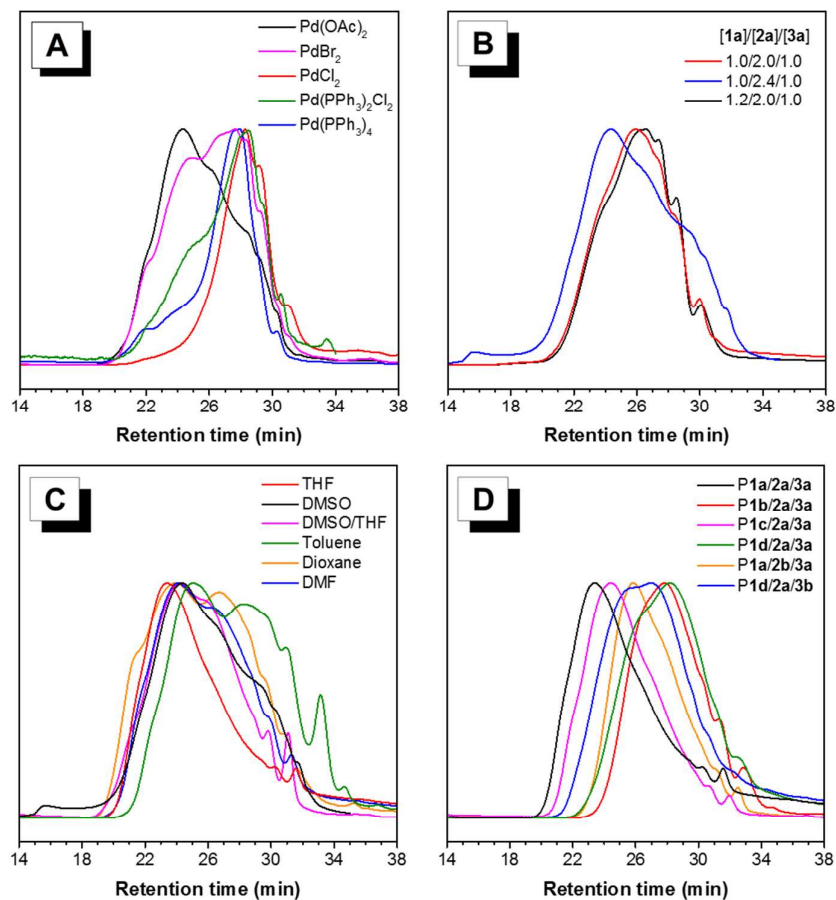 A
Pd(OAc)2
PdBr2
PdCl2
Pd(PPh3)2Cl2
Pd(PPh3)4
14 22 26 30 34 38
Retention time (min)
B
[1a]/[2a]/[3a]
1.0/2.0/1.0
1.0/2.4/1.0
1.2/2.0/1.0
14 22 26 30 34 38
Retention time (min)
C
THF
DMSO
DMSO/THF
Toluene
Dioxane
DMF
14 22 26 30 34 38
Retention time (min)
D
P1a/2a/3a
P1b/2a/3a
P1c/2a/3a
P1d/2a/3a
P1a/2b/3a
P1d/2a/3b
14 22 26 30 34 38
Retention time (min)